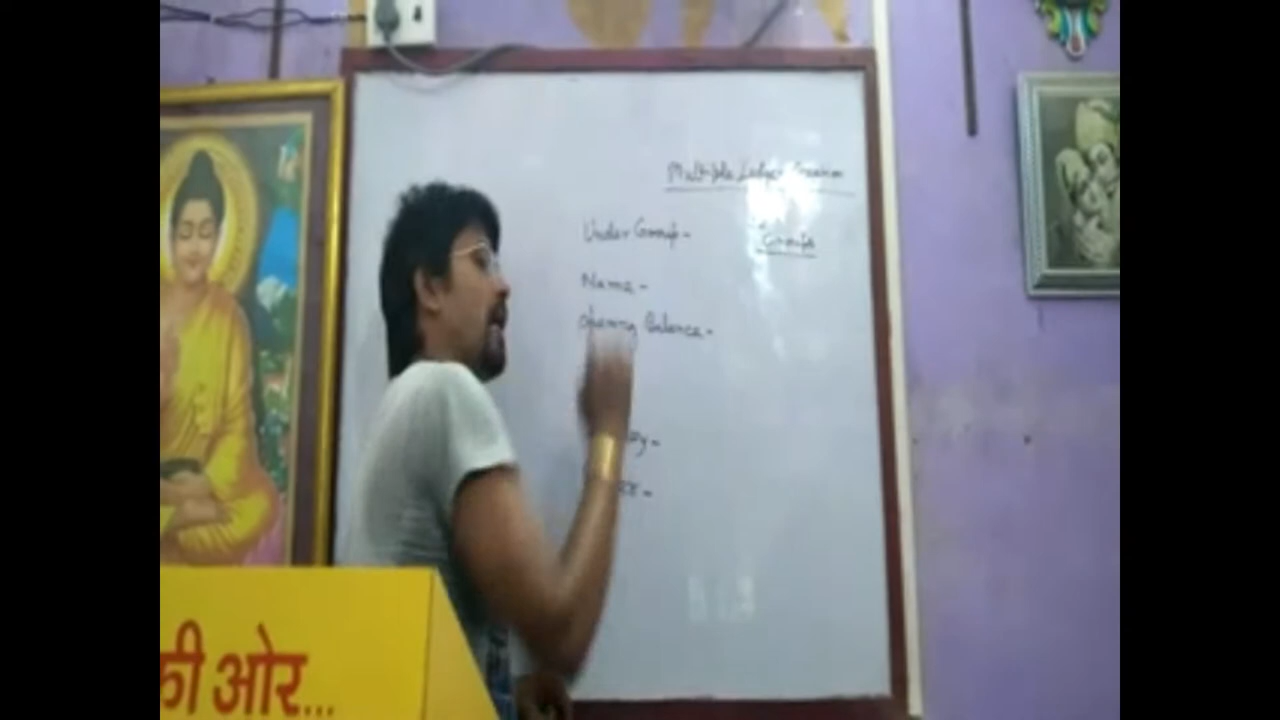 Multiple Ledger Creation
Under Group -
"Group"
Name -
Opening Balance -
की ओर...